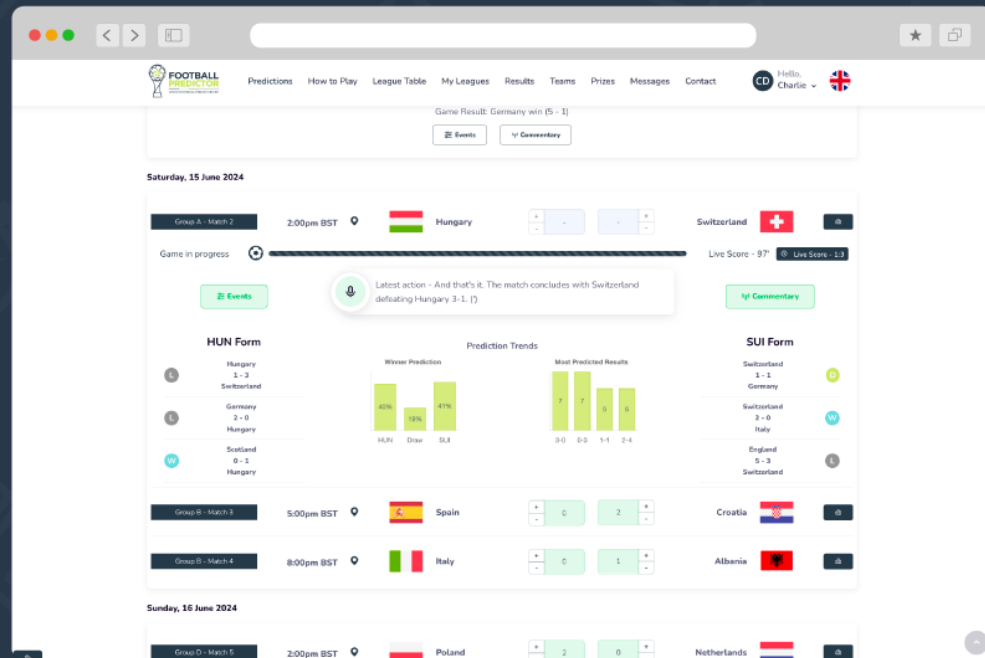 FOOTBALL
PREDICTOR
Predictions How to Play League Table My Leagues Results Teams Prizes Messages Contact
CD Hello,
Charlie
Game Result: Germany win (5 - 1)
Events Commentary
Saturday, 15 June 2024
Group A - Match 2 2:00pm BST Hungary + - - - + - Switzerland
Game in progress Live Score - 97' Live Score - 1:3
Latest action - And that's it. The match concludes with Switzerland
defeating Hungary 3-1. (')
Events Commentary
HUN Form
L Hungary
1 - 3
Switzerland
L Germany
2 - 0
Hungary
W Scotland
0 - 1
Hungary
Prediction Trends
Winner Prediction
40% 19% 41%
HUN Draw SUI
Most Predicted Results
7 7
1-1 2-4
SUI Form
Switzerland
1 - 1
Germany D
Switzerland
2 - 0
Italy W
England
5 - 3
Switzerland L
Group B - Match 3 5:00pm BST Spain + - 0 2 + - Croatia
Group B - Match 4 8:00pm BST Italy + - 0 1 + - Albania
Sunday, 16 June 2024
Group D - Match 5 2:00pm BST Poland + - 2 0 + - Netherlands